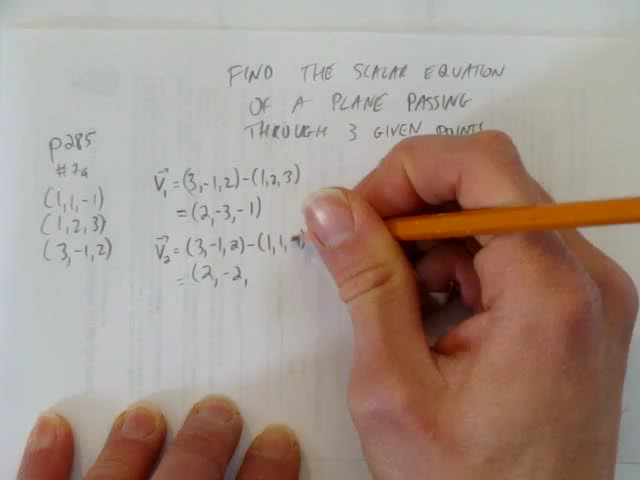 FIND THE SCALAR EQUATION
OF A PLANE PASSING
THROUGH 3 GIVEN POINTS
p285
#7a
(1, 1, -1)
(1, 2, 3)
(3, -1, 2)
V⃗₁ = (3, -1, 2) - (1, 2, 3)
= (2, -3, -1)
V⃗₂ = (3, -1, 2) - (1, 1, -
= (2, -2,